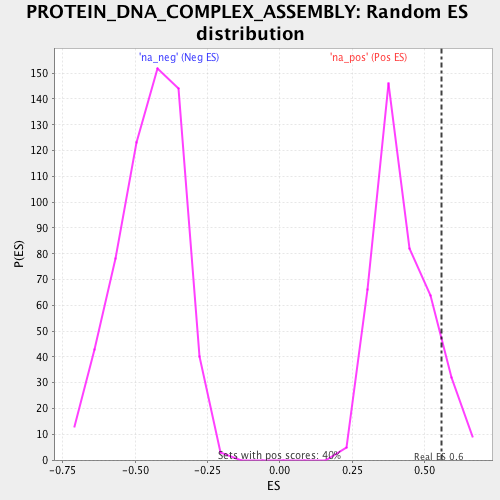 PROTEIN_DNA_COMPLEX_ASSEMBLY: Random ES
distribution
'na_neg' (Neg ES)
'na_pos' (Pos ES)
150
140
130
120
110
100
90
80
70
60
50
40
30
20
10
0
P(ES)
Sets with pos scores: 40%
Real ES 0.6
-0.75
-0.50
-0.25
0.00
0.25
0.50
ES